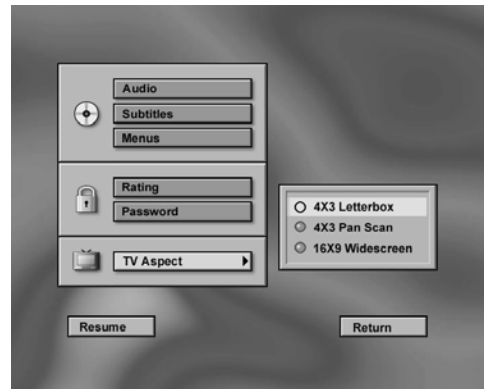 Audio
Subtitles
Menus
Rating
Password
TV Aspect
4X3 Letterbox
4X3 Pan Scan
16X9 Widescreen
Resume
Return